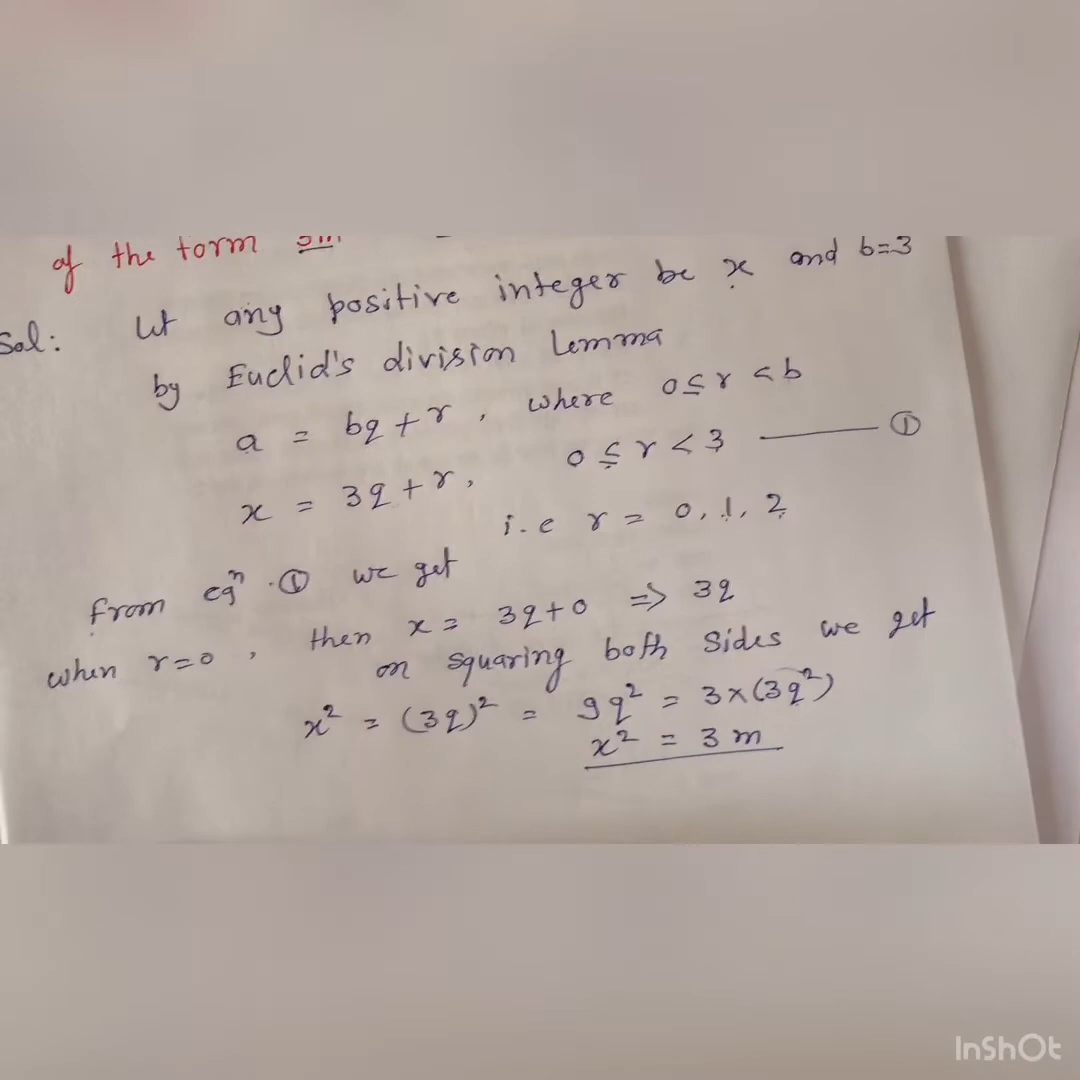 of the form
Sol: Let any positive integer be x and b=3
by Euclid's division Lemma
a = bq + r , where 0 ≤ r < b
x = 3q + r, 0 ≤ r < 3 —— ①
i.e r = 0, 1, 2
from eqⁿ . ① we get
when r = 0 , then x = 3q + 0 ⇒ 3q
on squaring both sides we get
x² = (3q)² = 9q² = 3 × (3q²)
x² = 3m
InShOt